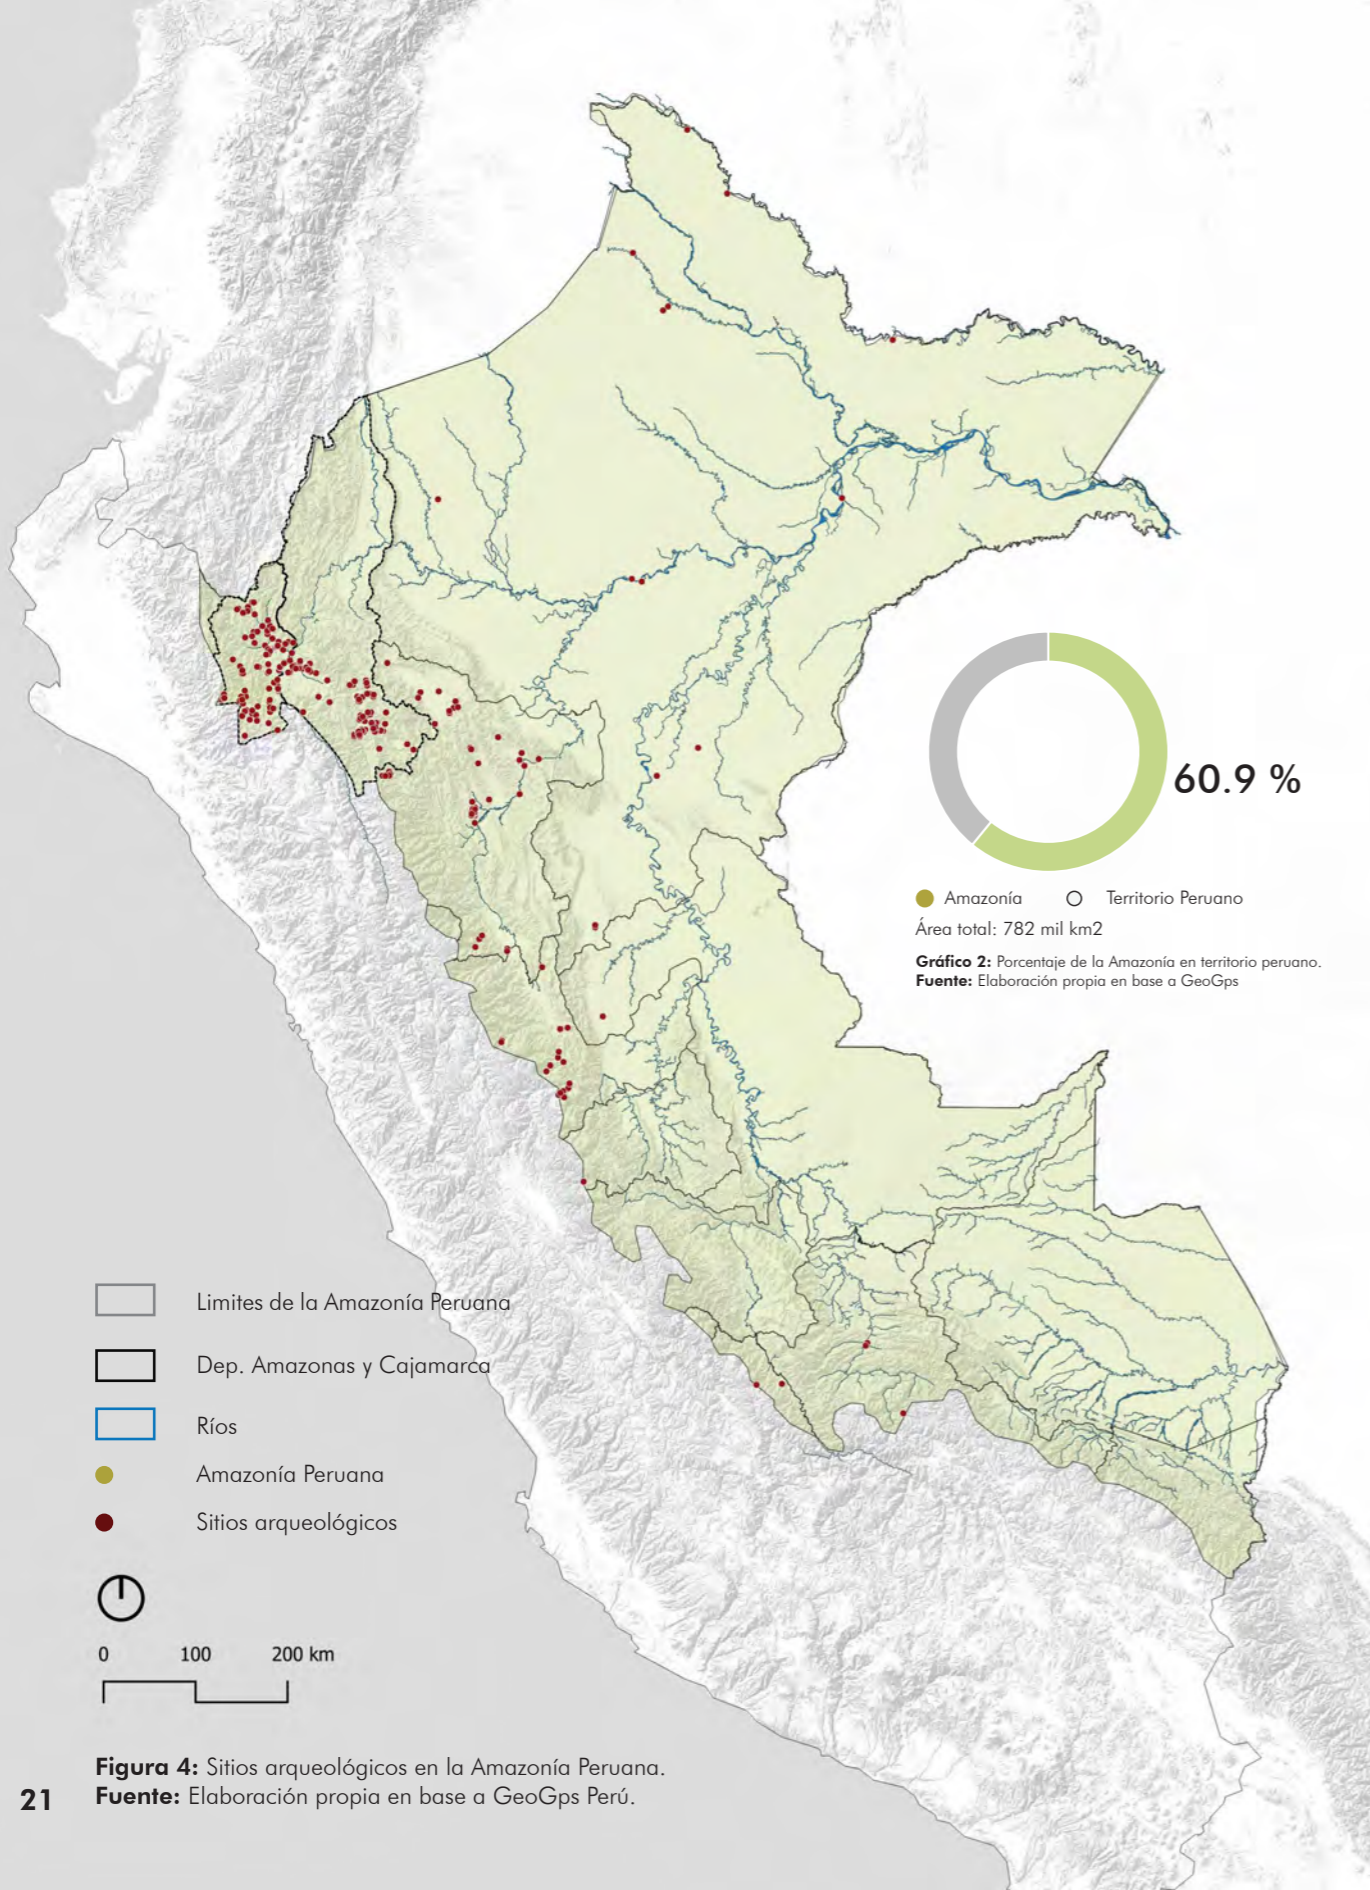 60.9 %
Amazonía
Territorio Peruano
Área total: 782 mil km2
Gráfico 2: Porcentaje de la Amazonía en territorio peruano.
Fuente: Elaboración propia en base a GeoGps
Limites de la Amazonía Peruana
Dep. Amazonas y Cajamarca
Ríos
Amazonía Peruana
Sitios arqueológicos
0 100 200 km
Figura 4: Sitios arqueológicos en la Amazonía Peruana.
Fuente: Elaboración propia en base a GeoGps Perú.
21